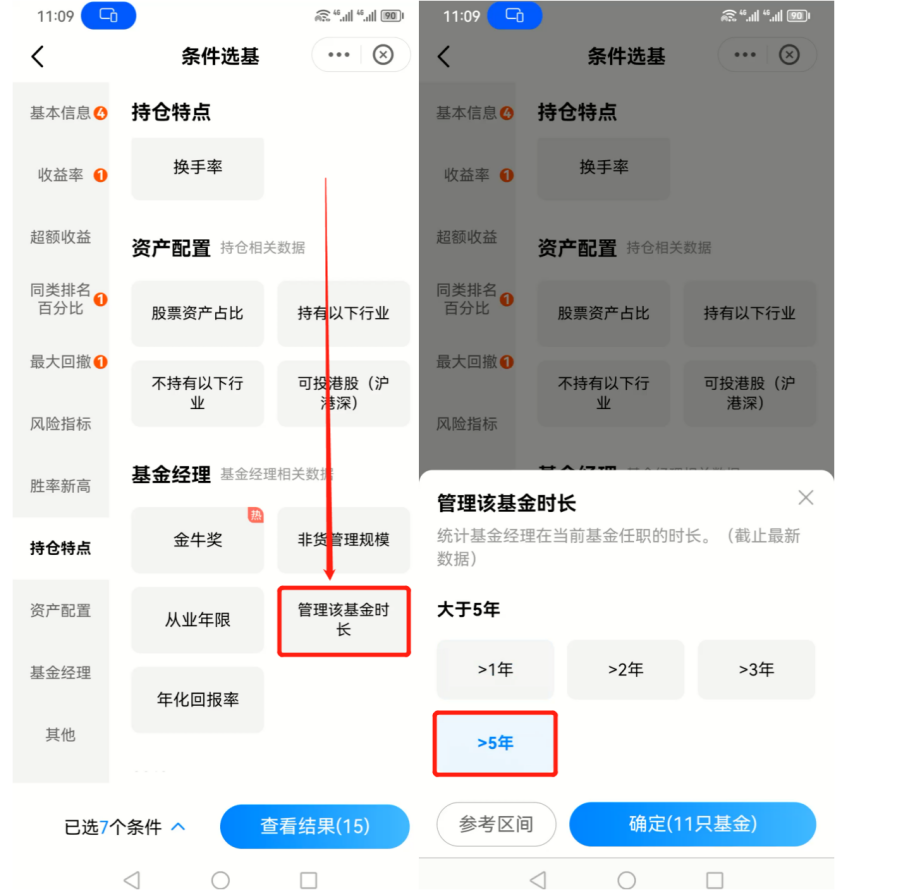 11:09
4G
4G
90
条件选基
基本信息
4
收益率
1
超额收益
同类排名
百分比
1
最大回撤
1
风险指标
胜率新高
持仓特点
资产配置
基金经理
其他
持仓特点
换手率
资产配置 持仓相关数据
股票资产占比
持有以下行业
不持有以下行
业
可投港股（沪
港深）
基金经理 基金经理相关数据
热
金牛奖
非货管理规模
从业年限
管理该基金时
长
年化回报率
已选7个条件
查看结果(15)
11:09
4G
4G
90
条件选基
基本信息
4
收益率
1
超额收益
同类排名
百分比
1
最大回撤
1
风险指标
持仓特点
换手率
资产配置 持仓相关数据
股票资产占比
持有以下行业
不持有以下行
业
可投港股（沪
港深）
管理该基金时长
统计基金经理在当前基金任职的时长。（截止最新
数据）
大于5年
>1年
>2年
>3年
>5年
参考区间
确定(11只基金)